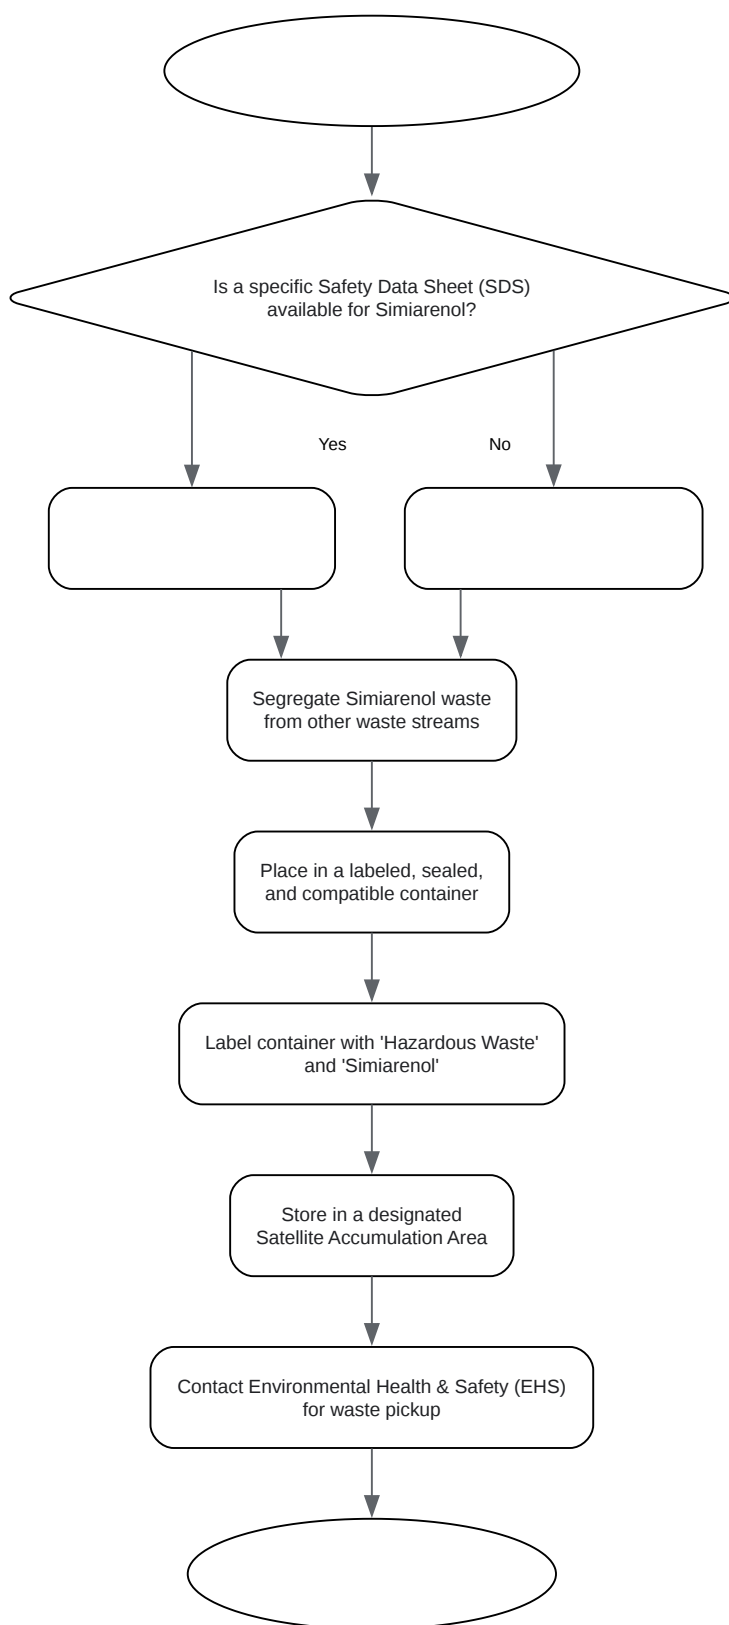 Is a specific Safety Data Sheet (SDS)
available for Simiarenol?
Yes
No
Segregate Simiarenol waste
from other waste streams
Place in a labeled, sealed,
and compatible container
Label container with 'Hazardous Waste'
and 'Simiarenol'
Store in a designated
Satellite Accumulation Area
Contact Environmental Health & Safety (EHS)
for waste pickup